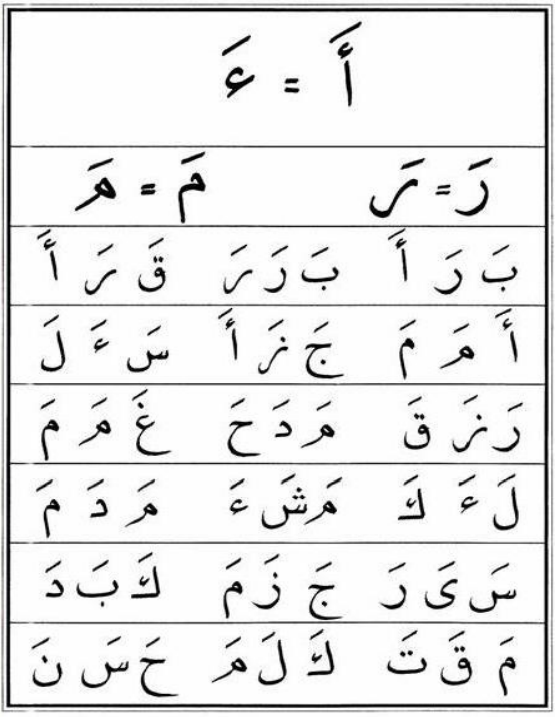 أَ = ءَ
رَ = رَ مَ = مَ
بَ رَ أَ بَ رَ رَ قَ رَ أَ
أَ مَ مَ جَ زَ أَ سَ ءَ لَ
رَ زَ قَ مَ دَ حَ غَ مَ مَ
لَ ءَ كَ مَ شَ ءَ مَ دَ مَ
سَ ىَ رَ جَ زَ مَ كَ بَ دَ
مَ قَ تَ كَ لَ مَ حَ سَ نَ